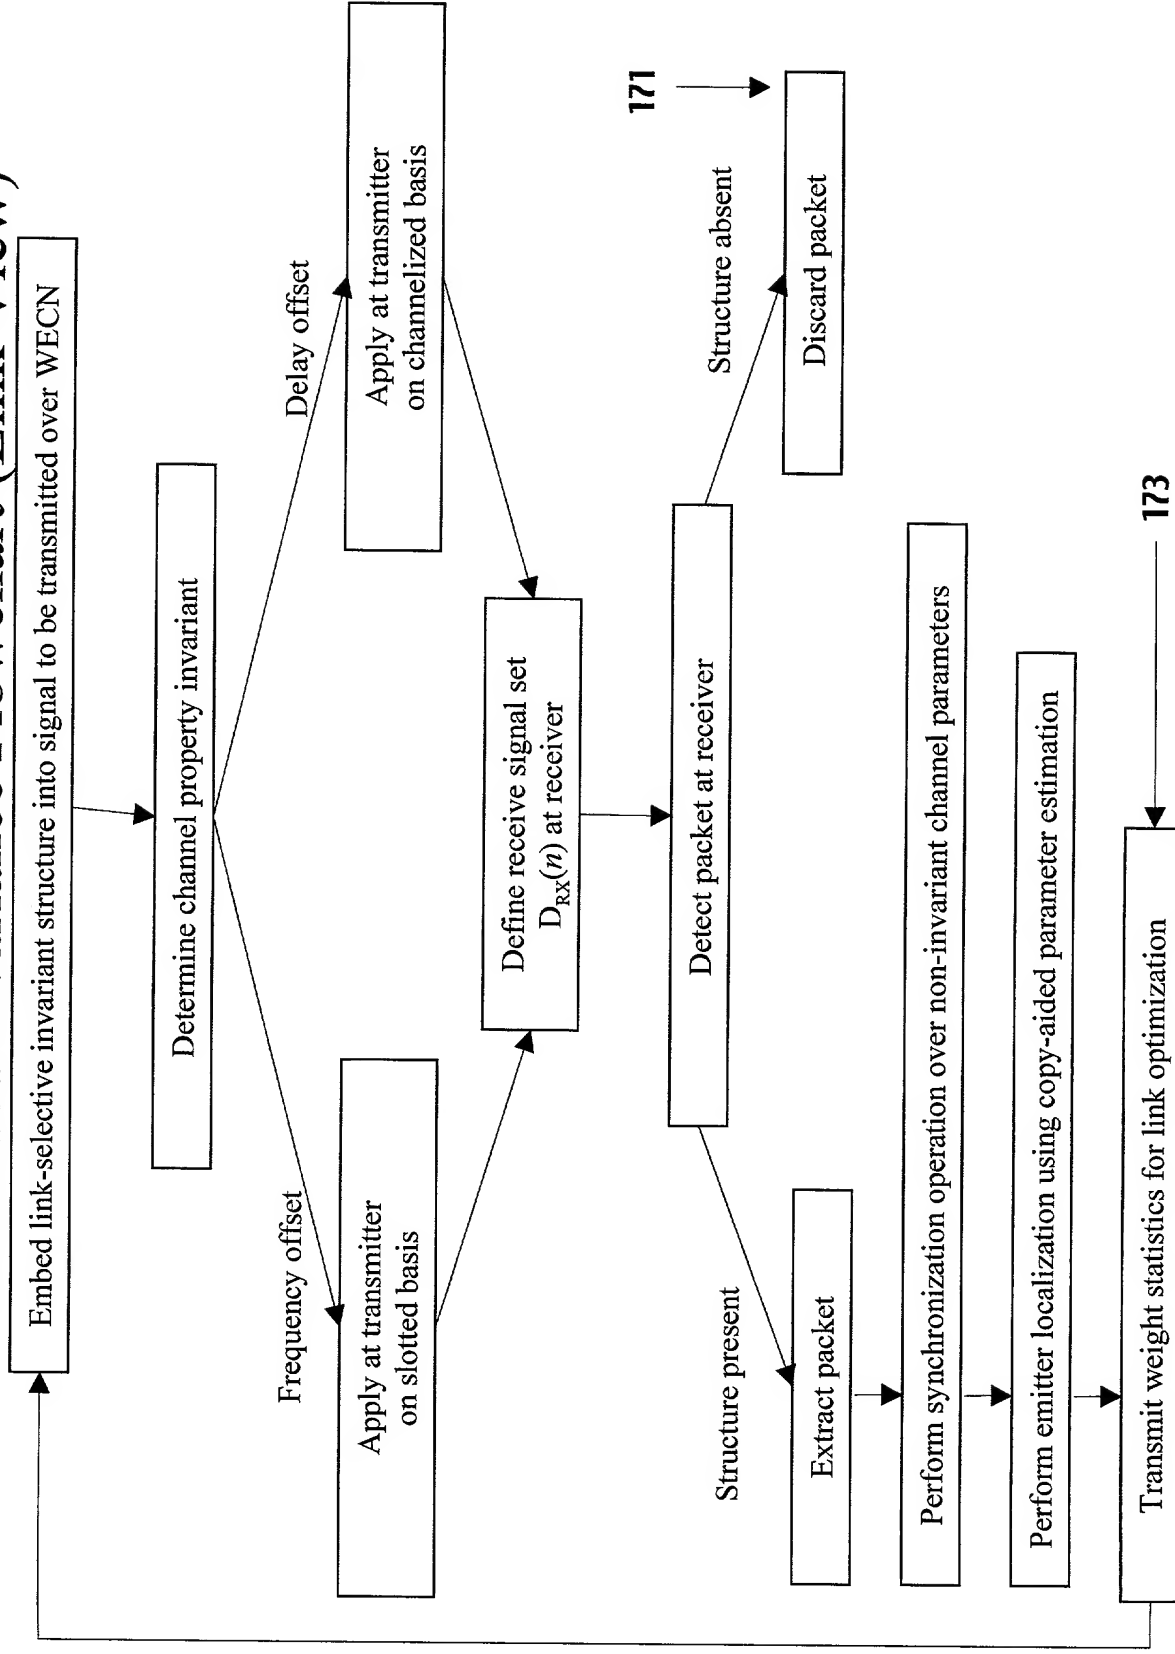 (Link View)
Embed link-selective invariant structure into signal to be transmitted over WECN
Determine channel property invariant
Frequency offset
Delay offset
Apply at transmitter
on slotted basis
Apply at transmitter
on channelized basis
Define receive signal set
D_RX(n) at receiver
Detect packet at receiver
Structure present
Structure absent
171
Extract packet
Discard packet
Perform synchronization operation over non-invariant channel parameters
Perform emitter localization using copy-aided parameter estimation
Transmit weight statistics for link optimization
173